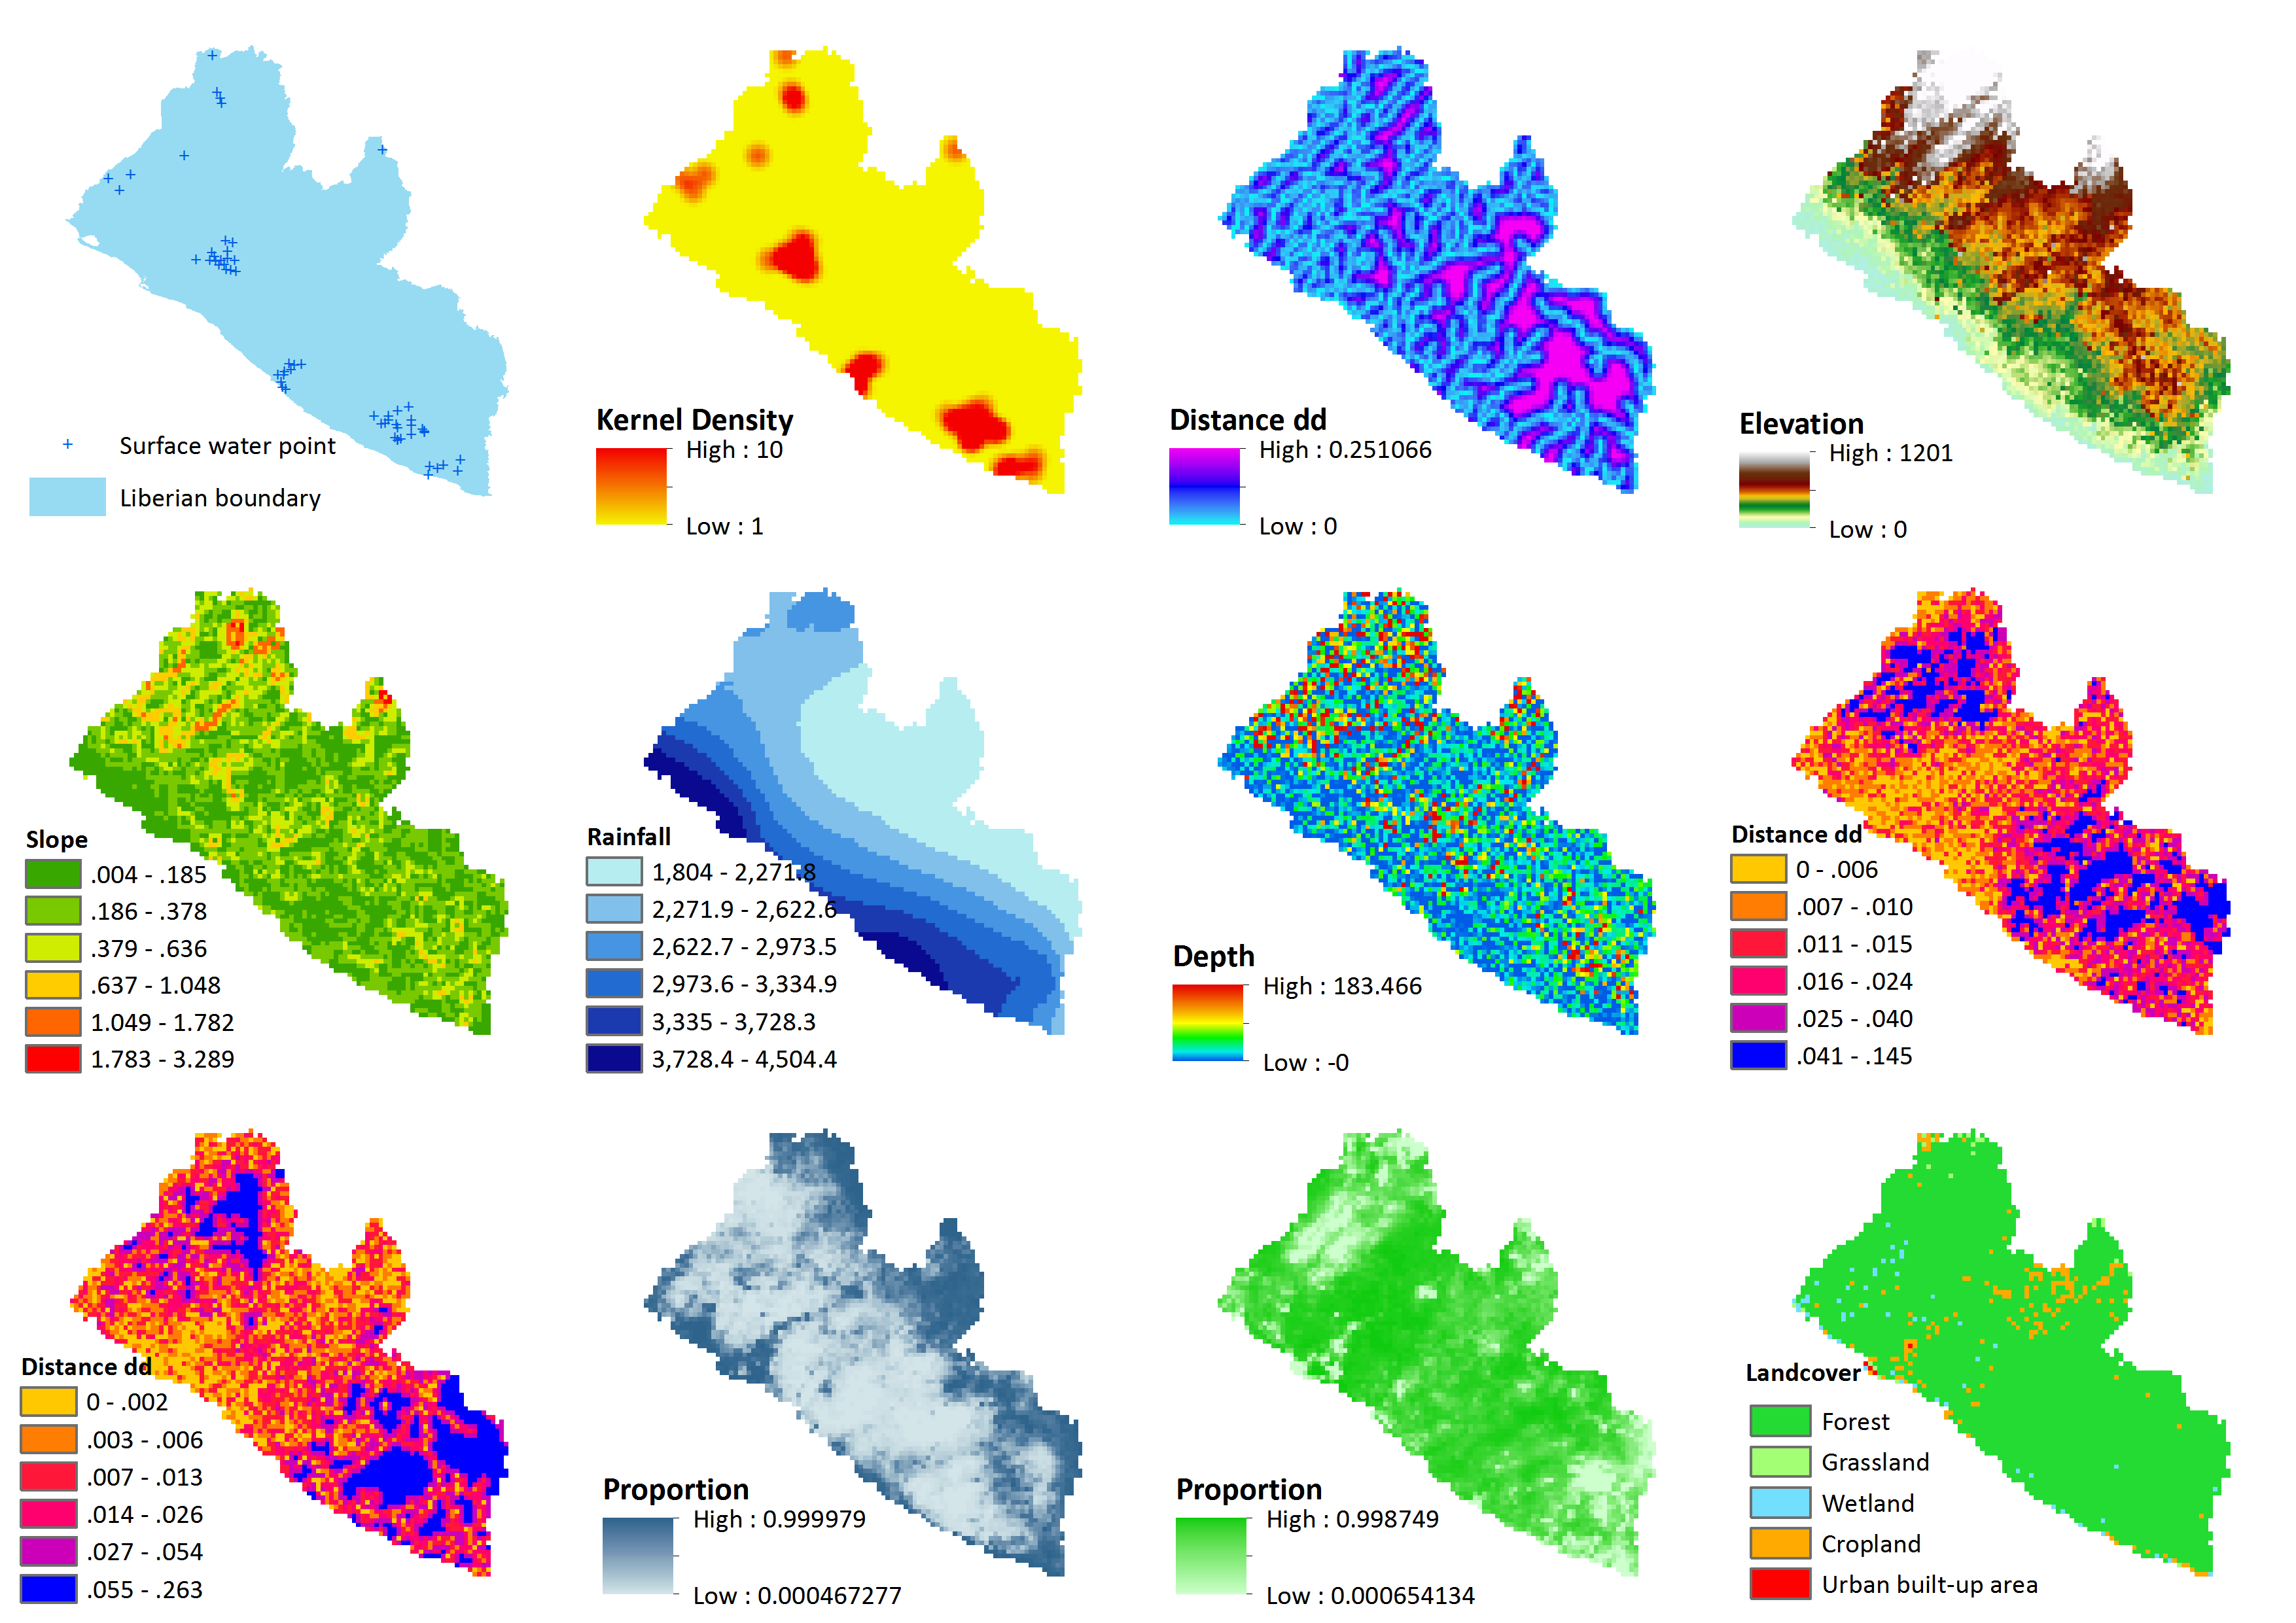 Surface water point
Liberian boundary
Kernel Density
High : 10
Low : 1
Distance dd
High : 0.251066
Low : 0
Elevation
High : 1201
Low : 0
Slope
.004 - .185
.186 - .378
.379 - .636
.637 - 1.048
1.049 - 1.782
1.783 - 3.289
Rainfall
1,804 - 2,271.8
2,271.9 - 2,622.6
2,622.7 - 2,973.5
2,973.6 - 3,334.9
3,335 - 3,728.3
3,728.4 - 4,504.4
Depth
High : 183.466
Low : -0
Distance dd
0 - .006
.007 - .010
.011 - .015
.016 - .024
.025 - .040
.041 - .145
Distance dd
0 - .002
.003 - .006
.007 - .013
.014 - .026
.027 - .054
.055 - .263
Proportion
High : 0.999979
Low : 0.000467277
Proportion
High : 0.998749
Low : 0.000654134
Landcover
Forest
Grassland
Wetland
Cropland
Urban built-up area